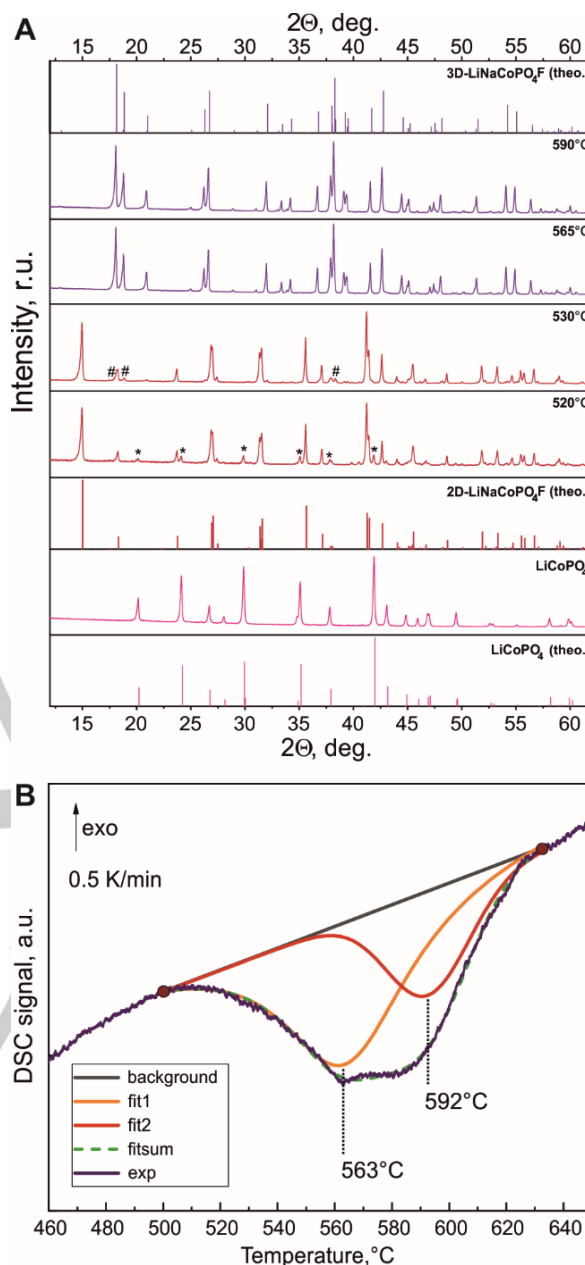 A
2Θ, deg.
15 20 25 30 35 40 45 50 55 60
3D-LiNaCoPO₄F (theo.
590°C
565°C
530°C
# # #
520°C
* * * * * *
2D-LiNaCoPO₄F (theo.
LiCoPO₄
LiCoPO₄ (theo.
Intensity, r.u.
15 20 25 30 35 40 45 50 55 60
2Θ, deg.
B
exo
0.5 K/min
DSC signal, a.u.
592°C
563°C
background
fit1
fit2
fitsum
exp
460 480 500 520 540 560 580 600 620 640
Temperature,°C